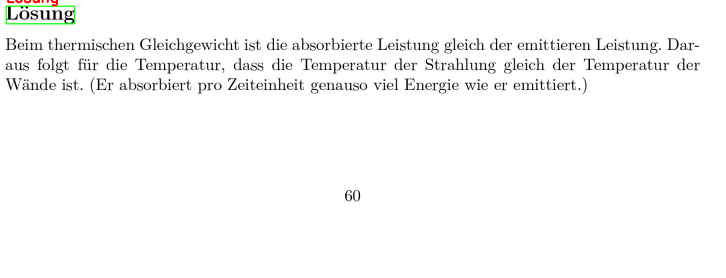 Lösung
Lösung
Beim thermischen Gleichgewicht ist die absorbierte Leistung gleich der emittieren Leistung. Dar-
aus folgt für die Temperatur, dass die Temperatur der Strahlung gleich der Temperatur der
Wände ist. (Er absorbiert pro Zeiteinheit genauso viel Energie wie er emittiert.)
60